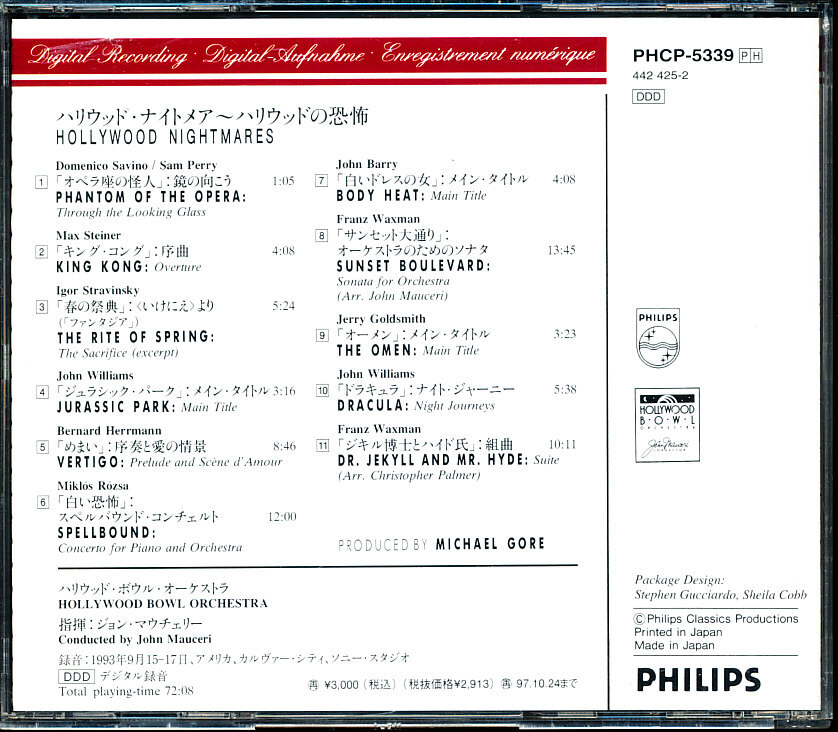 Digital Recording · Digital-Aufnahme · Enregistrement numérique
ハリウッド・ナイトメア〜ハリウッドの恐怖
HOLLYWOOD NIGHTMARES
Domenico Savino / Sam Perry
1 「オペラ座の怪人」：鏡の向こう 1:05
PHANTOM OF THE OPERA:
Through the Looking Glass
Max Steiner
2 「キング・コング」：序曲 4:08
KING KONG: Overture
Igor Stravinsky
3 「春の祭典」：〈いけにえ〉より 5:24
(「ファンタジア」)
THE RITE OF SPRING:
The Sacrifice (excerpt)
John Williams
4 「ジュラシック・パーク」：メイン・タイトル 3:16
JURASSIC PARK: Main Title
Bernard Herrmann
5 「めまい」：序奏と愛の情景 8:46
VERTIGO: Prelude and Scène d'Amour
Miklós Rózsa
6 「白い恐怖」：
スペルバウンド・コンチェルト 12:00
SPELLBOUND:
Concerto for Piano and Orchestra
John Barry
7 「白いドレスの女」：メイン・タイトル 4:08
BODY HEAT: Main Title
Franz Waxman
8 「サンセット大通り」：
オーケストラのためのソナタ 13:45
SUNSET BOULEVARD:
Sonata for Orchestra
(Arr. John Mauceri)
Jerry Goldsmith
9 「オーメン」：メイン・タイトル 3:23
THE OMEN: Main Title
John Williams
10 「ドラキュラ」：ナイト・ジャーニー 5:38
DRACULA: Night Journeys
Franz Waxman
11 「ジキル博士とハイド氏」：組曲 10:11
DR. JEKYLL AND MR. HYDE: Suite
(Arr. Christopher Palmer)
PRODUCED BY MICHAEL GORE
ハリウッド・ボウル・オーケストラ
HOLLYWOOD BOWL ORCHESTRA
指揮：ジョン・マウチェリー
Conducted by John Mauceri
録音：1993年9月15-17日、アメリカ、カルヴァー・シティ、ソニー・スタジオ
DDD デジタル録音
Total playing-time 72:08
再 ¥3,000(税込)(税抜価格¥2,913) 再 97.10.24まで
PHCP-5339 PH
442 425-2
DDD
PHILIPS
HOLLYWOOD
B·O·W·L
ORCHESTRA
John Mauceri
CONDUCTOR
Package Design:
Stephen Gucciardo, Sheila Cobb
ⒸPhilips Classics Productions
Printed in Japan
Made in Japan
PHILIPS